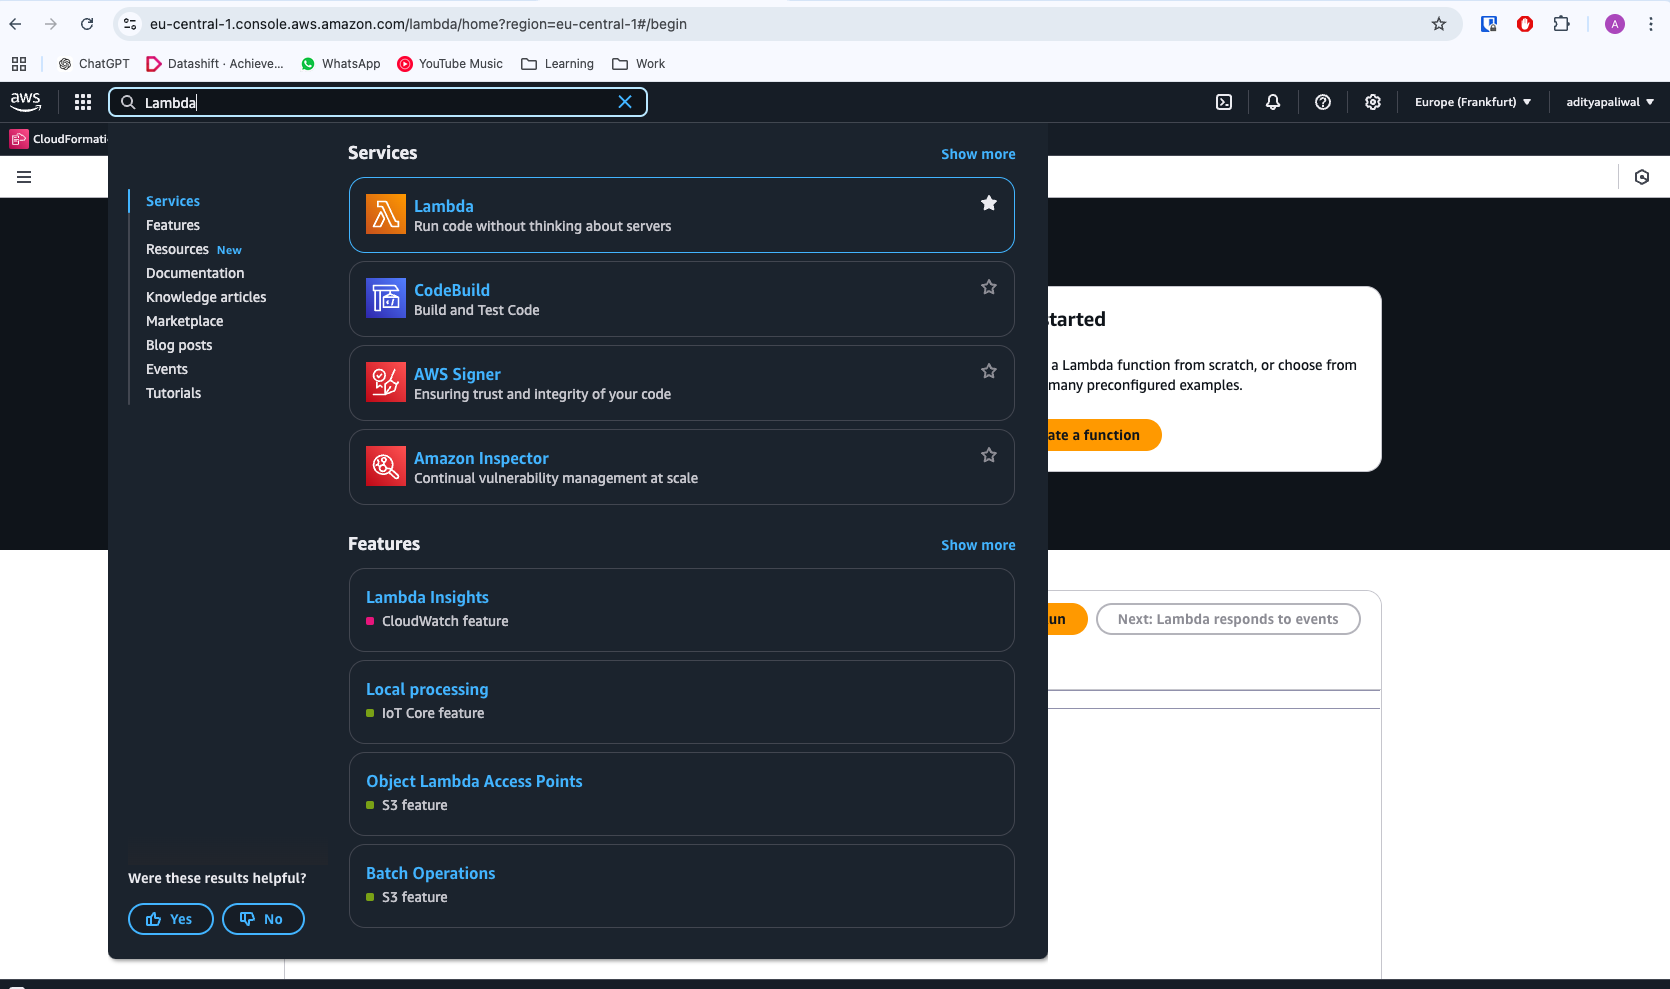 eu-central-1.console.aws.amazon.com/lambda/home?region=eu-central-1#/begin
A
ChatGPT
Datashift · Achieve...
WhatsApp
YouTube Music
Learning
Work
aws
Lambda
Europe (Frankfurt)
adityapaliwal
CloudFormati
Services
Features
Resources New
Documentation
Knowledge articles
Marketplace
Blog posts
Events
Tutorials
Were these results helpful?
Yes
No
Services
Show more
Lambda
Run code without thinking about servers
CodeBuild
Build and Test Code
AWS Signer
Ensuring trust and integrity of your code
Amazon Inspector
Continual vulnerability management at scale
Features
Show more
Lambda Insights
CloudWatch feature
Local processing
IoT Core feature
Object Lambda Access Points
S3 feature
Batch Operations
S3 feature
started
a Lambda function from scratch, or choose from
many preconfigured examples.
ate a function
un
Next: Lambda responds to events